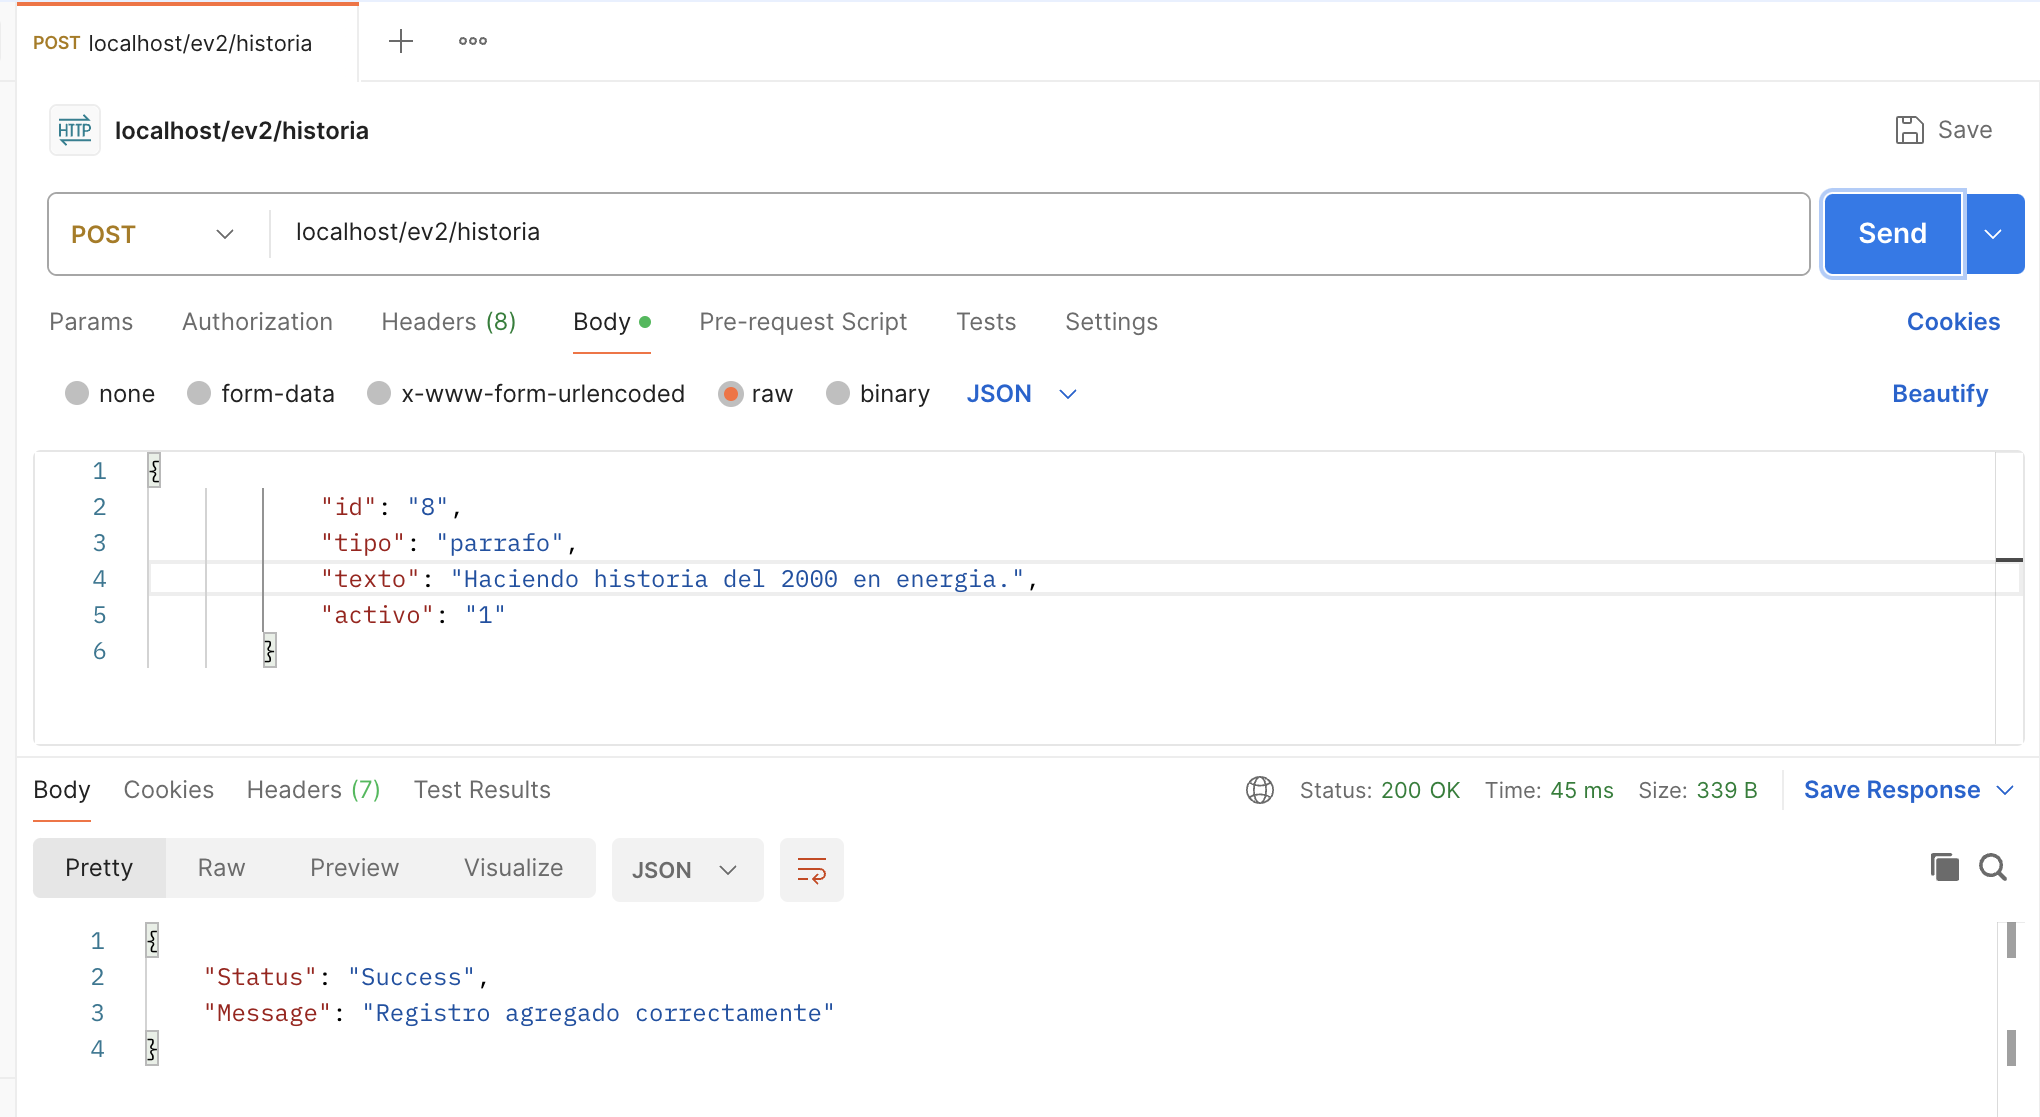 POST localhost/ev2/historia
HTTP localhost/ev2/historia
Save
POST localhost/ev2/historia
Send
Params Authorization Headers (8) Body Pre-request Script Tests Settings Cookies
none form-data x-www-form-urlencoded raw binary JSON Beautify
1 {
2 "id": "8",
3 "tipo": "parrafo",
4 "texto": "Haciendo historia del 2000 en energia.",
5 "activo": "1"
6 }
Body Cookies Headers (7) Test Results Status: 200 OK Time: 45 ms Size: 339 B Save Response
Pretty Raw Preview Visualize JSON
1 {
2 "Status": "Success",
3 "Message": "Registro agregado correctamente"
4 }